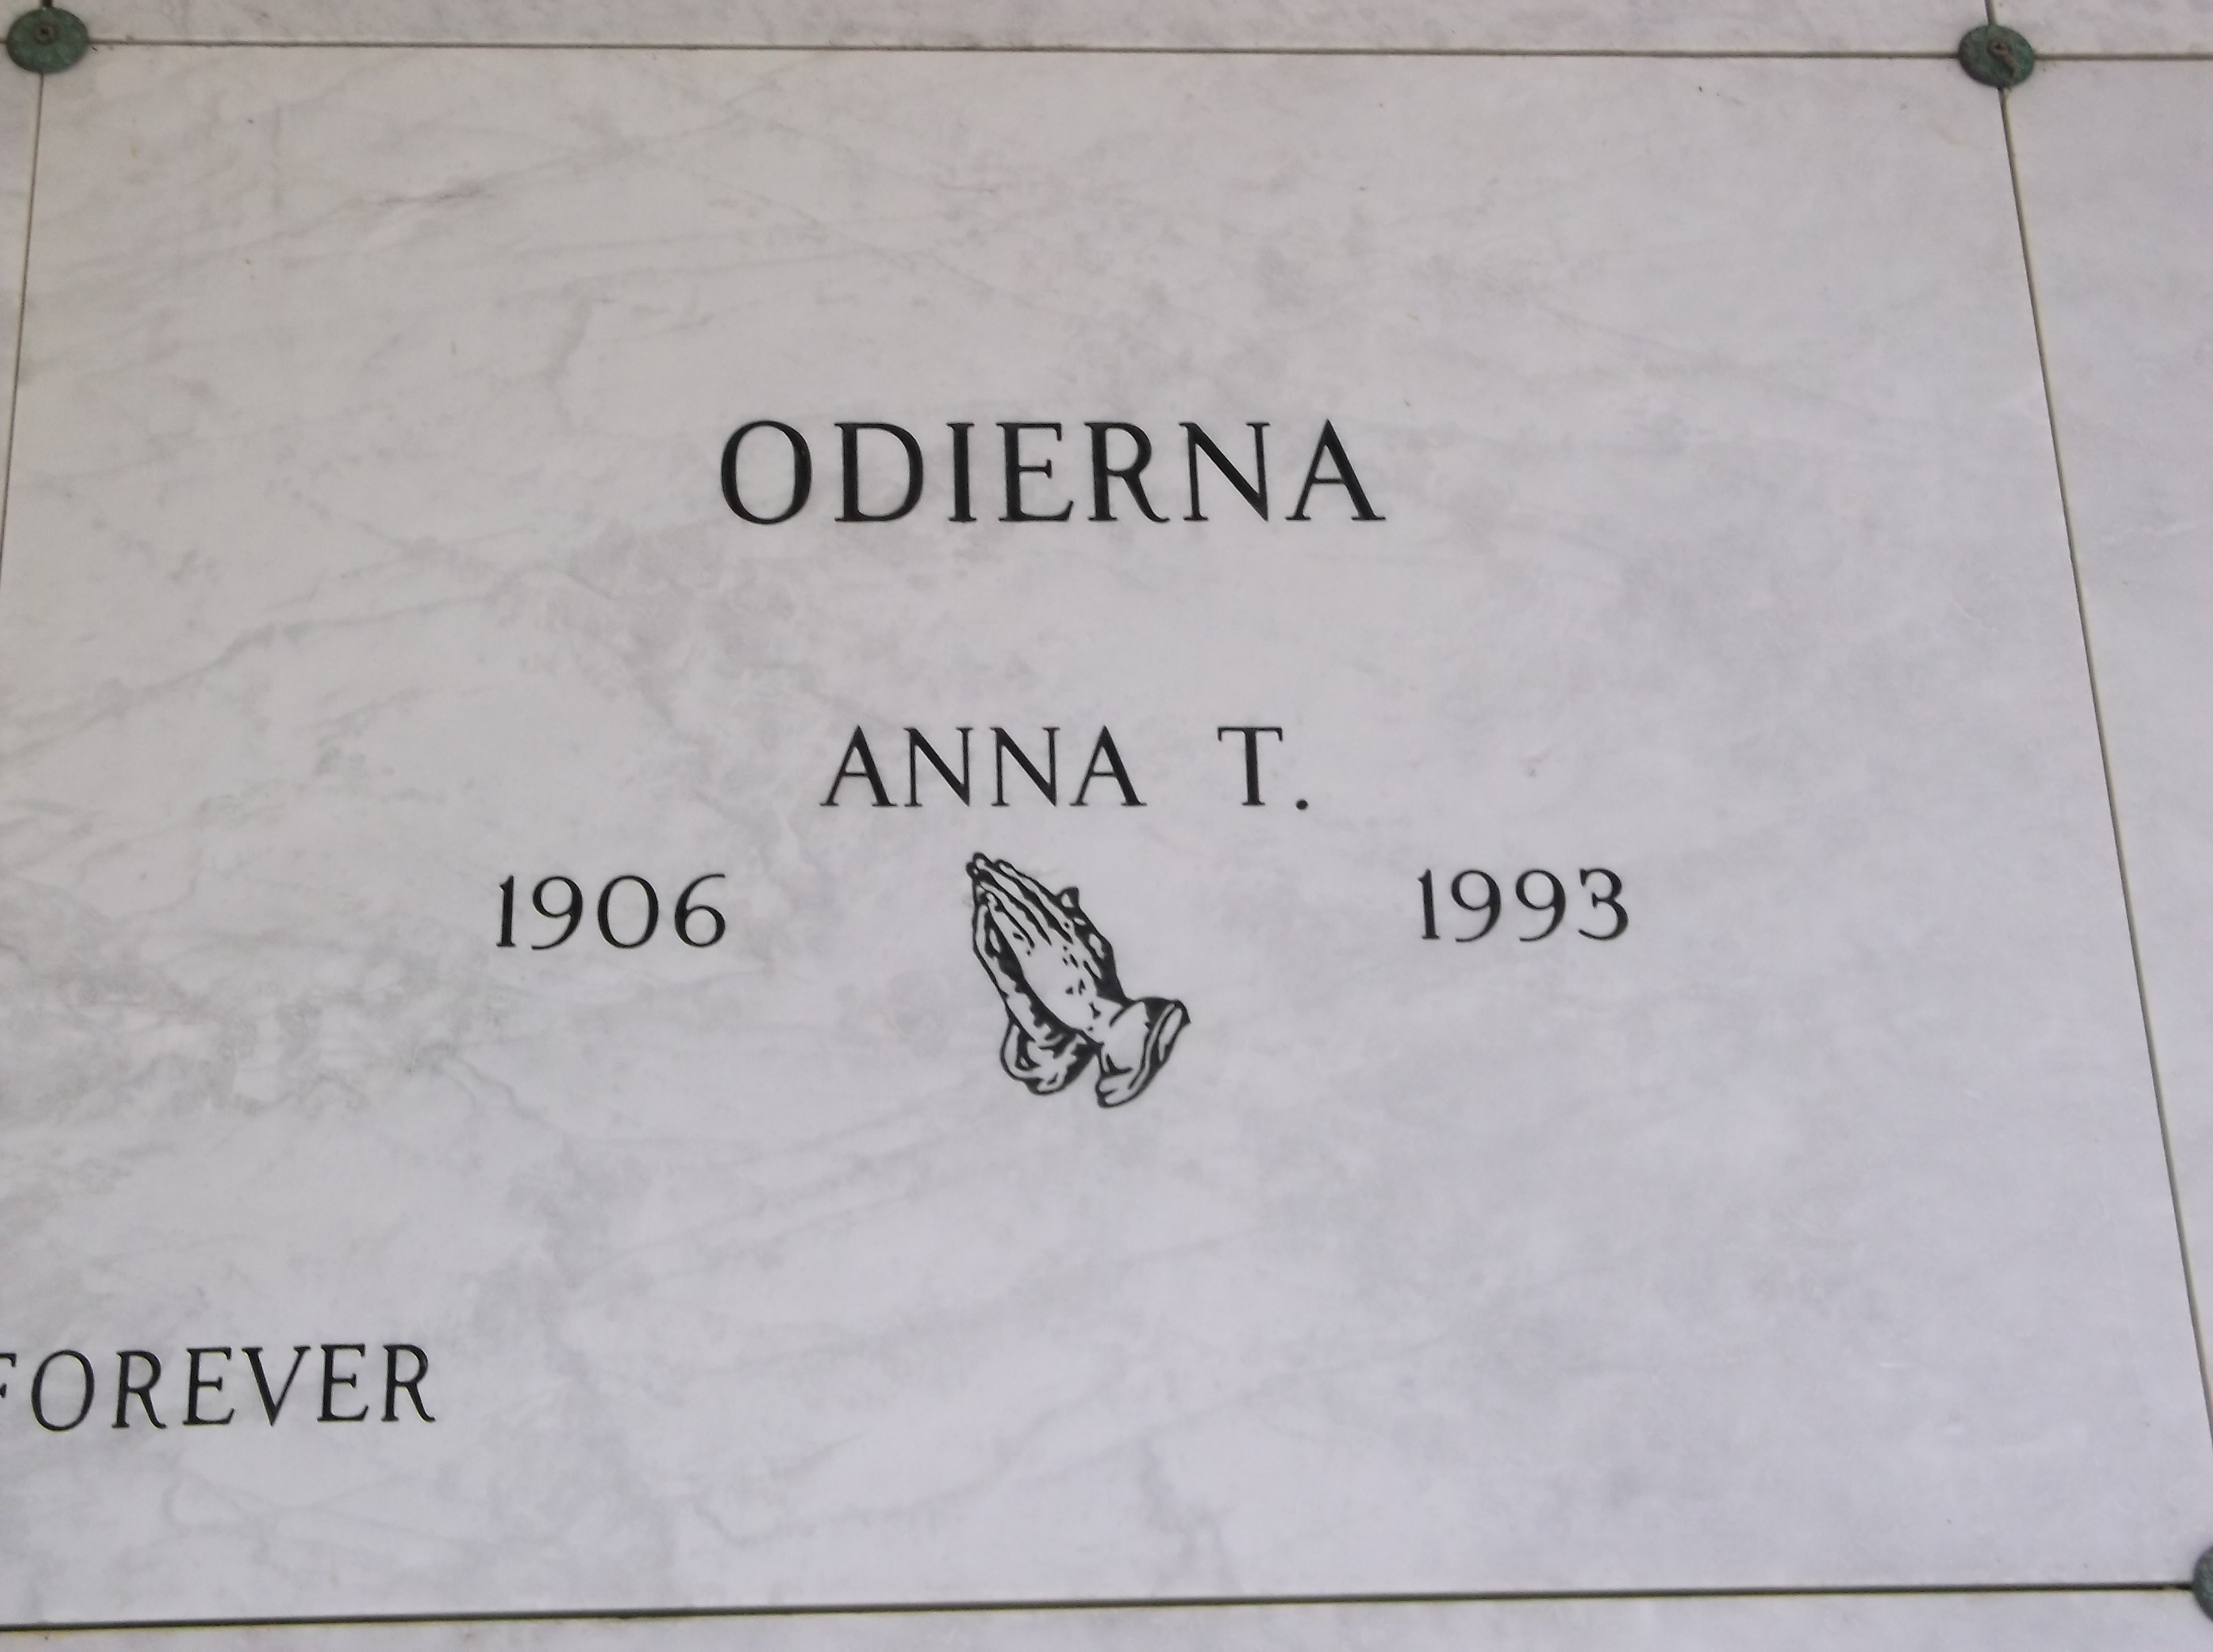 ODIERNA
ANNA T.
1906 1993
FOREVER